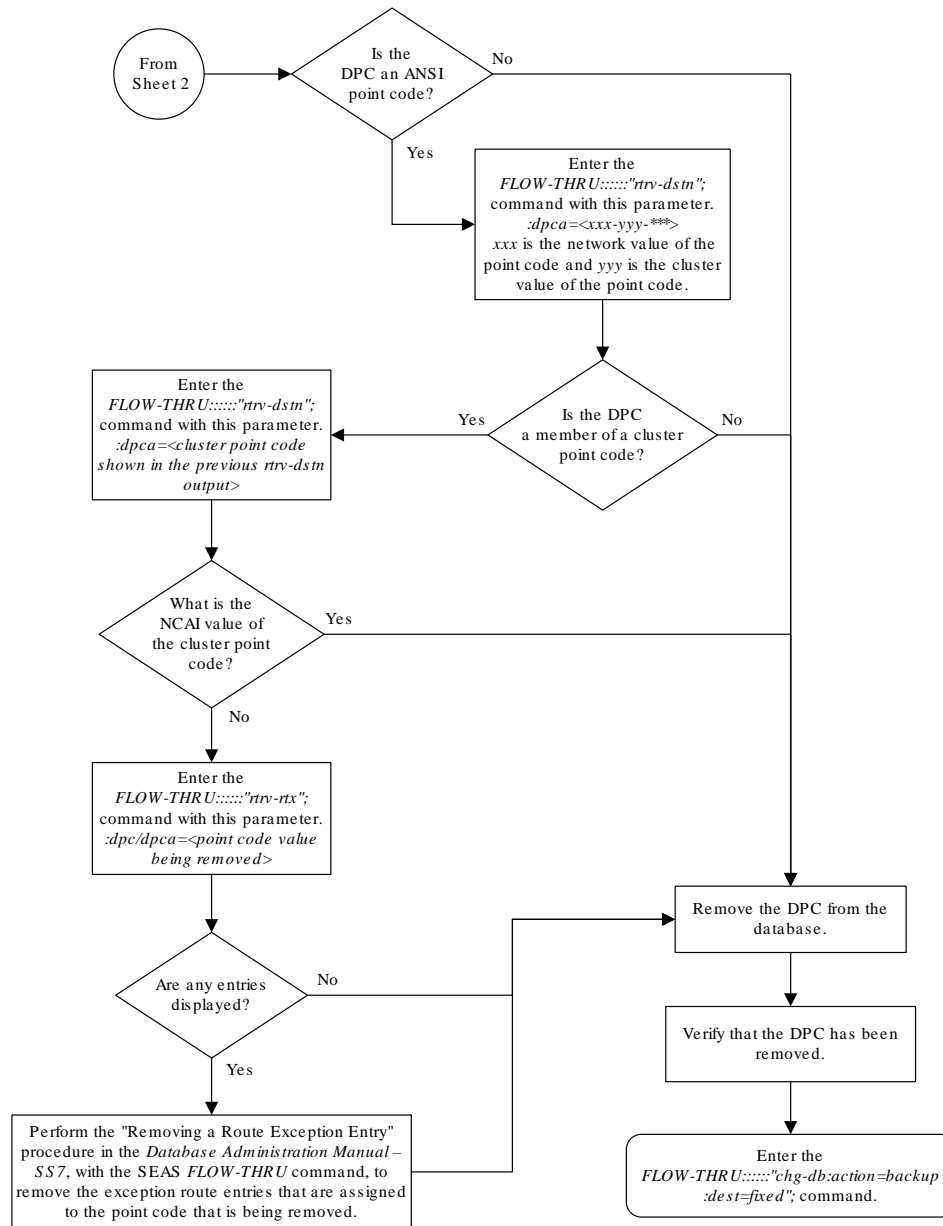 From
Sheet 2
Is the
DPC an ANSI
point code?
No
Yes
Enter the
FLOW-THRU::::::"rtrv-dstn";
command with this parameter.
:dpca=<xxx-yyy-***>
xxx is the network value of the
point code and yyy is the cluster
value of the point code.
Is the DPC
a member of a cluster
point code?
Yes
No
Enter the
FLOW-THRU::::::"rtrv-dstn";
command with this parameter.
:dpca=<cluster point code
shown in the previous rtrv-dstn
output>
What is the
NCAI value of
the cluster point
code?
Yes
No
Enter the
FLOW-THRU::::::"rtrv-rtx";
command with this parameter.
:dpc/dpca=<point code value
being removed>
Are any entries
displayed?
No
Yes
Perform the "Removing a Route Exception Entry"
procedure in the Database Administration Manual –
SS7, with the SEAS FLOW-THRU command, to
remove the exception route entries that are assigned
to the point code that is being removed.
Remove the DPC from the
database.
Verify that the DPC has been
removed.
Enter the
FLOW-THRU::::::"chg-db:action=backup
:dest=fixed"; command.